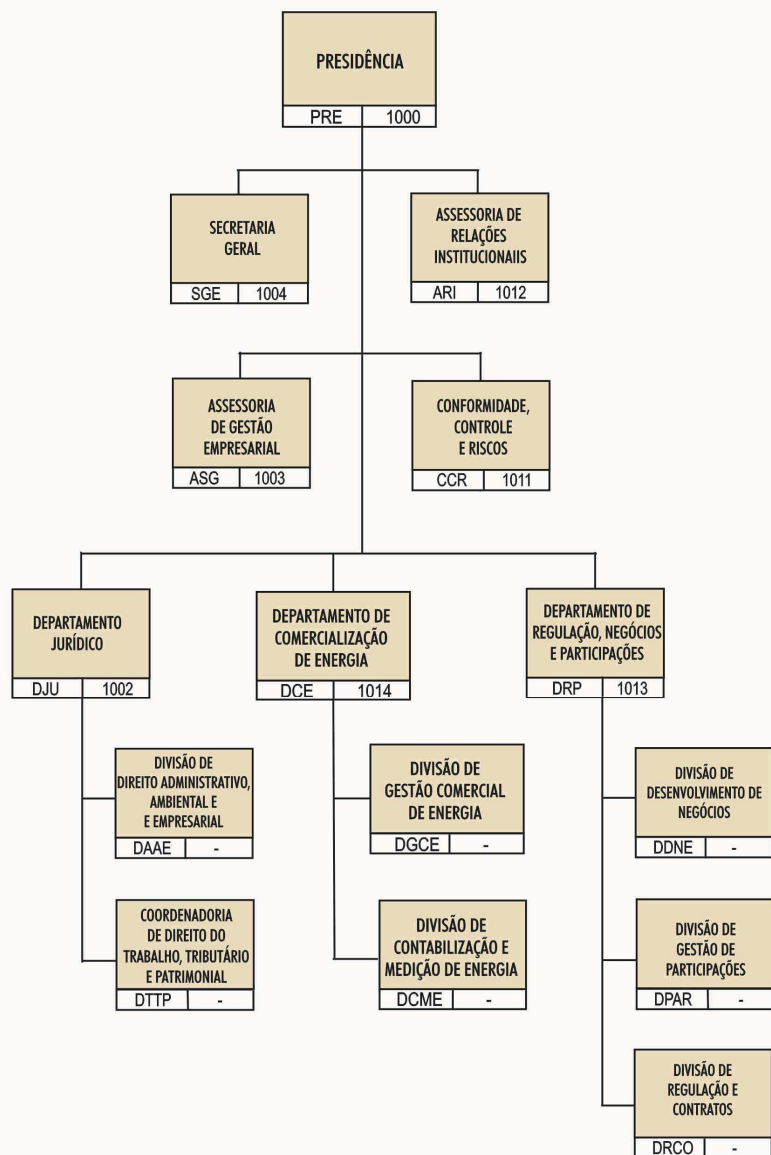 PRESIDÊNCIA
PRE 1000
SECRETARIA
GERAL
SGE 1004
ASSESSORIA DE
RELAÇÕES
INSTITUCIONAIIS
ARI 1012
ASSESSORIA
DE GESTÃO
EMPRESARIAL
ASG 1003
CONFORMIDADE,
CONTROLE
E RISCOS
CCR 1011
DEPARTAMENTO
JURÍDICO
DJU 1002
DEPARTAMENTO DE
COMERCIALIZAÇÃO
DE ENERGIA
DCE 1014
DEPARTAMENTO DE
REGULAÇÃO, NEGÓCIOS
E PARTICIPAÇÕES
DRP 1013
DIVISÃO DE
DIREITO ADMINISTRATIVO,
AMBIENTAL E
E EMPRESARIAL
DAAE -
COORDENADORIA
DE DIREITO DO
TRABALHO, TRIBUTÁRIO
E PATRIMONIAL
DTTP -
DIVISÃO DE
GESTÃO COMERCIAL
DE ENERGIA
DGCE -
DIVISÃO DE
CONTABILIZAÇÃO E
MEDIÇÃO DE ENERGIA
DCME -
DIVISÃO DE
DESENVOLVIMENTO DE
NEGÓCIOS
DDNE -
DIVISÃO DE
GESTÃO DE
PARTICIPAÇÕES
DPAR -
DIVISÃO DE
REGULAÇÃO E
CONTRATOS
DRCO -